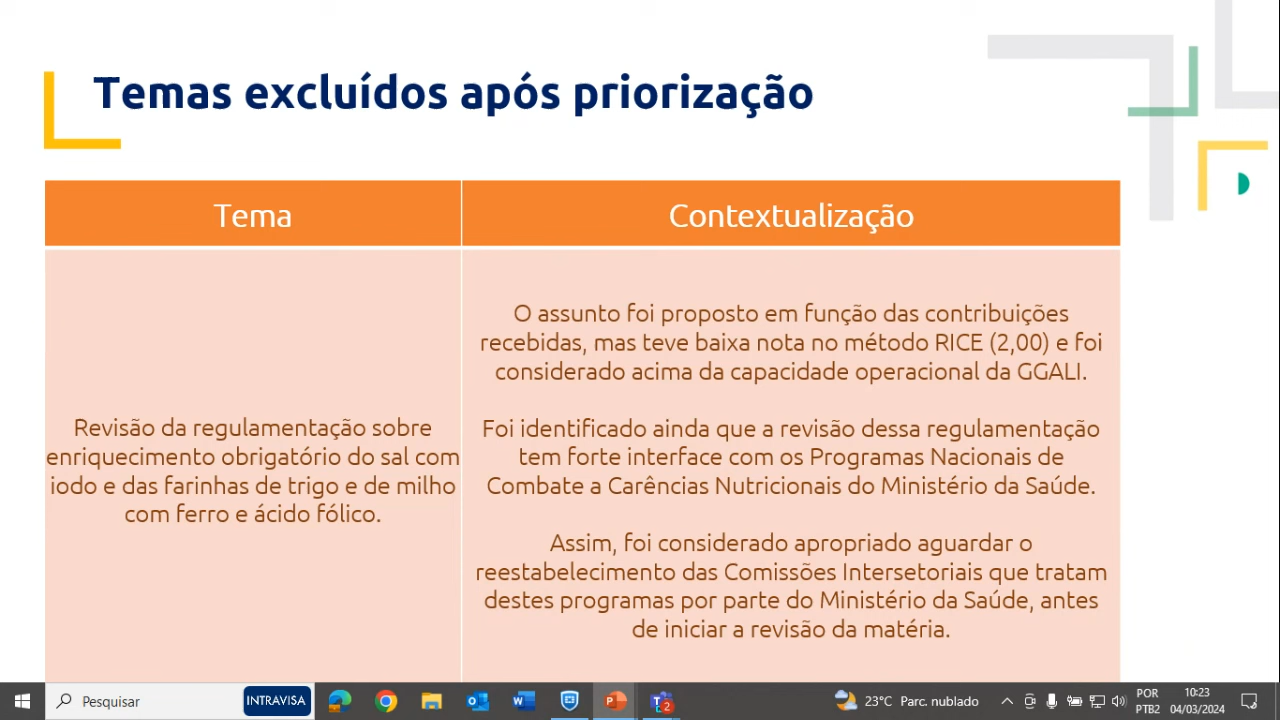 Temas excluídos após priorização
Tema
Contextualização
Revisão da regulamentação sobre
enriquecimento obrigatório do sal com
iodo e das farinhas de trigo e de milho
com ferro e ácido fólico.
O assunto foi proposto em função das contribuições
recebidas, mas teve baixa nota no método RICE (2,00) e foi
considerado acima da capacidade operacional da GGALI.
Foi identificado ainda que a revisão dessa regulamentação
tem forte interface com os Programas Nacionais de
Combate a Carências Nutricionais do Ministério da Saúde.
Assim, foi considerado apropriado aguardar o
reestabelecimento das Comissões Intersetoriais que tratam
destes programas por parte do Ministério da Saúde, antes
de iniciar a revisão da matéria.
Pesquisar
INTRAVISA
2
23°C Parc. nublado
POR
PTB2
10:23
04/03/2024